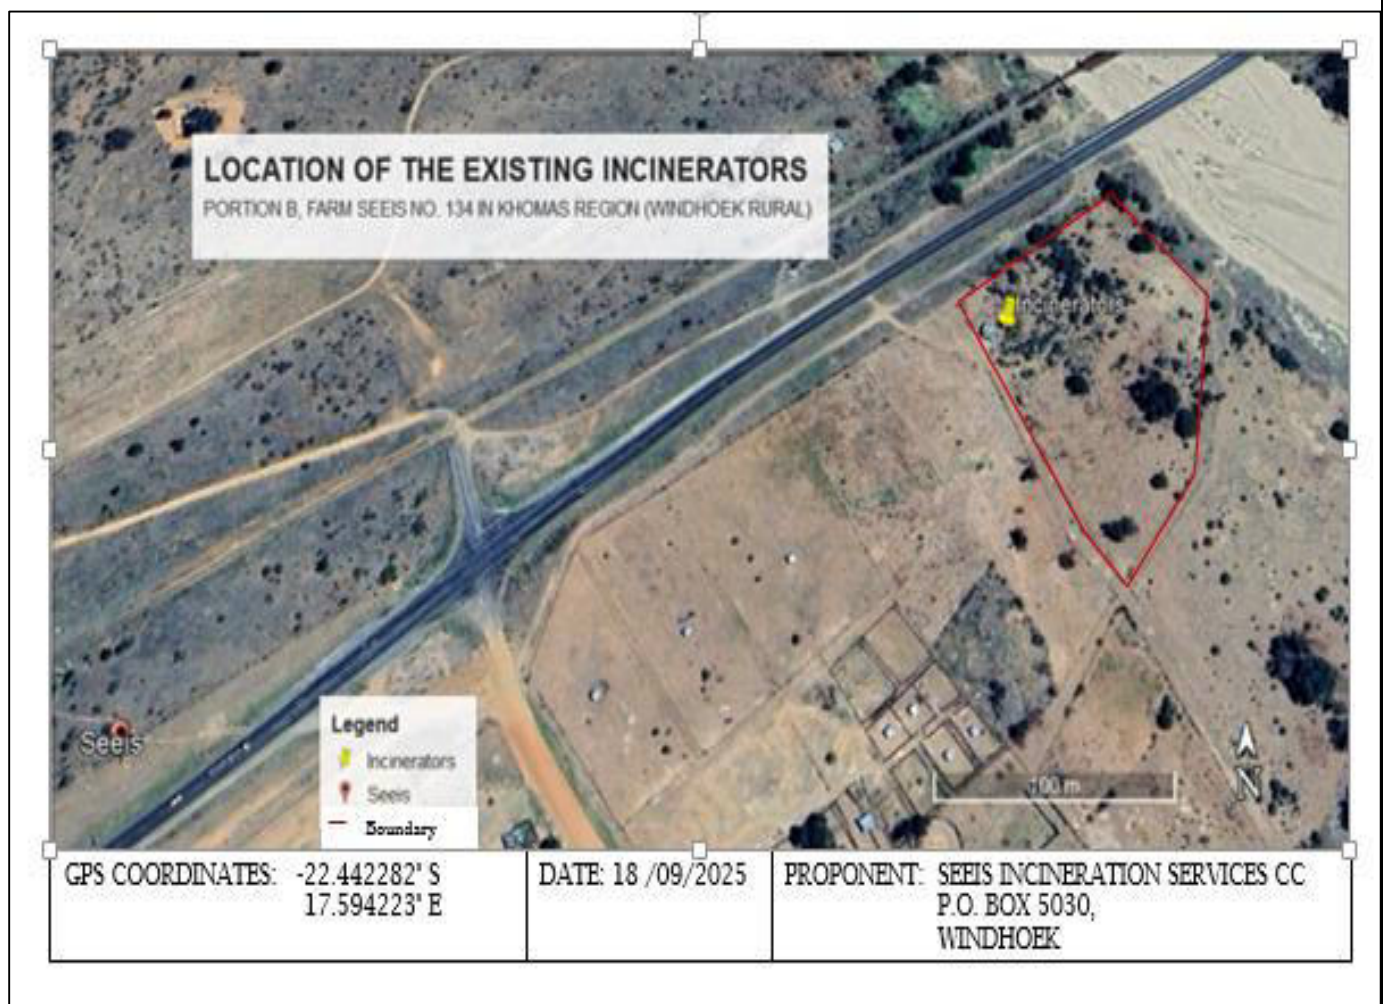 LOCATION OF THE EXISTING INCINERATORS
PORTION B, FARM SEEIS NO. 134 IN KHOMAS REGION (WINDHOEK RURAL)
Incinerators
Seeis
Legend
Incinerators
Seeis
Boundary
100 m
N
GPS COORDINATES: -22.442282° S
17.594223° E
DATE: 18 /09/2025
PROPONENT: SEEIS INCINERATION SERVICES CC
P.O. BOX 5030,
WINDHOEK